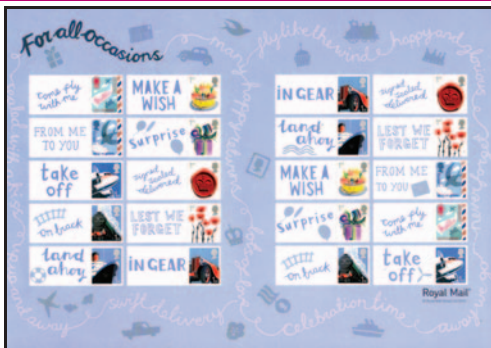 For all occasions
Come fly
with me
MAKE A
WISH
FROM ME
TO YOU
Surprise
take
off
signed
sealed
delivered
on track
LEST WE
FORGET
land
ahoy
IN GEAR
IN GEAR
signed
sealed
delivered
land
ahoy
LEST WE
FORGET
MAKE A
WISH
FROM ME
TO YOU
Surprise
Come fly
with me
on track
take
off
Royal Mail
many happy returns
fly like the wind
happy and glorious
swift delivery
Celebration time